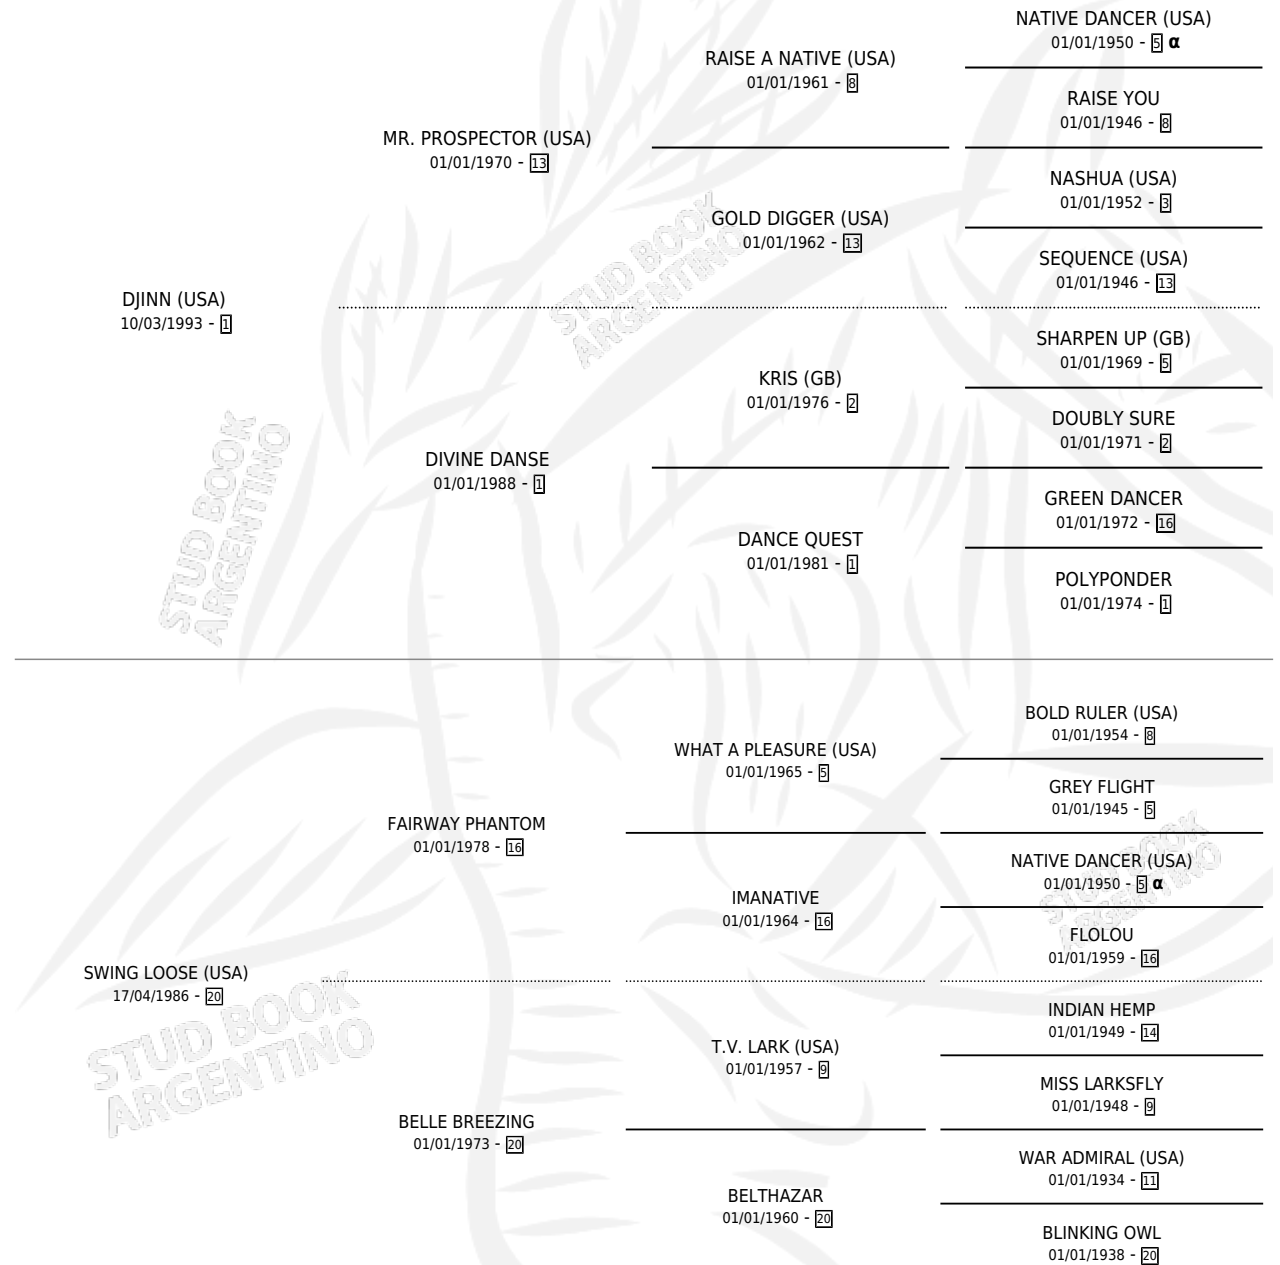 NATIVE DANCER (USA)
01/01/1950 - 5 α
RAISE A NATIVE (USA)
01/01/1961 - 8
RAISE YOU
01/01/1946 - 8
MR. PROSPECTOR (USA)
01/01/1970 - 13
NASHUA (USA)
01/01/1952 - 3
GOLD DIGGER (USA)
01/01/1962 - 13
SEQUENCE (USA)
01/01/1946 - 13
DJINN (USA)
10/03/1993 - 1
SHARPEN UP (GB)
01/01/1969 - 5
KRIS (GB)
01/01/1976 - 2
DOUBLY SURE
01/01/1971 - 2
DIVINE DANSE
01/01/1988 - 1
GREEN DANCER
01/01/1972 - 16
DANCE QUEST
01/01/1981 - 1
POLYPONDER
01/01/1974 - 1
BOLD RULER (USA)
01/01/1954 - 8
WHAT A PLEASURE (USA)
01/01/1965 - 5
GREY FLIGHT
01/01/1945 - 5
FAIRWAY PHANTOM
01/01/1978 - 16
NATIVE DANCER (USA)
01/01/1950 - 5 α
IMANATIVE
01/01/1964 - 16
FLOLOU
01/01/1959 - 16
SWING LOOSE (USA)
17/04/1986 - 20
INDIAN HEMP
01/01/1949 - 14
T.V. LARK (USA)
01/01/1957 - 9
MISS LARKSFLY
01/01/1948 - 9
BELLE BREEZING
01/01/1973 - 20
WAR ADMIRAL (USA)
01/01/1934 - 11
BELTHAZAR
01/01/1960 - 20
BLINKING OWL
01/01/1938 - 20
STUD BOOK
ARGENTINO
STUD BOOK
ARGENTINO
STUD BOOK
ARGENTINO
STUD BOOK
ARGENTINO